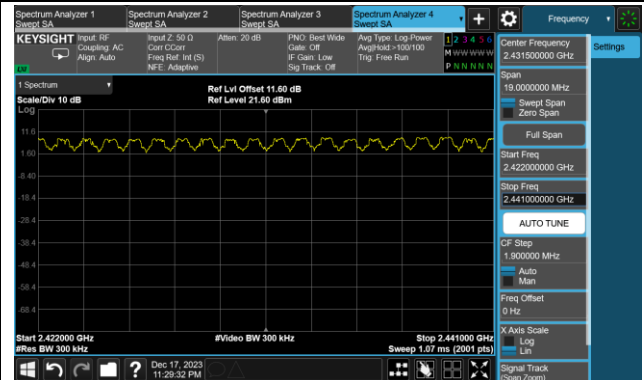 Spectrum Analyzer 1
Swept SA
Spectrum Analyzer 2
Swept SA
Spectrum Analyzer 3
Swept SA
Spectrum Analyzer 4
Swept SA
Frequency
KEYSIGHT
Input: RF
Coupling: AC
Align: Auto
Input Z: 50 Ω
Corr CCorr
Freq Ref: Int (S)
NFE: Adaptive
Atten: 20 dB
PNO: Best Wide
Gate: Off
IF Gain: Low
Sig Track: Off
Avg Type: Log-Power
Avg|Hold:>100/100
Trig: Free Run
1 2 3 4 5 6
M W W W W W
P N N N N N
1 Spectrum
Scale/Div 10 dB
Log
Ref Lvl Offset 11.60 dB
Ref Level 21.60 dBm
11.6
1.60
-8.40
-18.4
-28.4
-38.4
-48.4
-58.4
-68.4
Start 2.422000 GHz
#Res BW 300 kHz
#Video BW 300 kHz
Stop 2.441000 GHz
Sweep 1.07 ms (2001 pts)
Dec 17, 2023
11:29:32 PM
Center Frequency
2.431500000 GHz
Settings
Span
19.0000000 MHz
Swept Span
Zero Span
Full Span
Start Freq
2.422000000 GHz
Stop Freq
2.441000000 GHz
AUTO TUNE
CF Step
1.900000 MHz
Auto
Man
Freq Offset
0 Hz
X Axis Scale
Log
Lin
Signal Track
(Span Zoom)